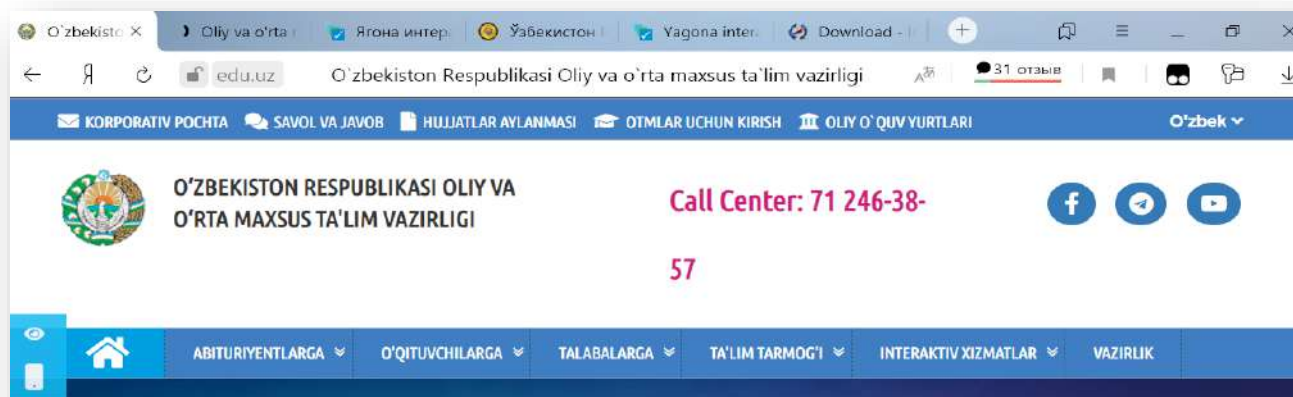 O`zbekisto
Oliy va o'rta
Ягона интер
Ўзбекистон
Yagona inter
Download -
edu.uz
O`zbekiston Respublikasi Oliy va o`rta maxsus ta`lim vazirligi
31 отзыв
KORPORATIV POCHTA SAVOL VA JAVOB HUJJATLAR AYLANMASI OTMLAR UCHUN KIRISH OLIY O`QUV YURTLARI O'zbek
O‘ZBEKISTON RESPUBLIKASI OLIY VA
O‘RTA MAXSUS TA'LIM VAZIRLIGI
Call Center: 71 246-38-
57
ABITURIYENTLARGA O'QITUVCHILARGA TALABALARGA TA'LIM TARMOG'I INTERAKTIV XIZMATLAR VAZIRLIK